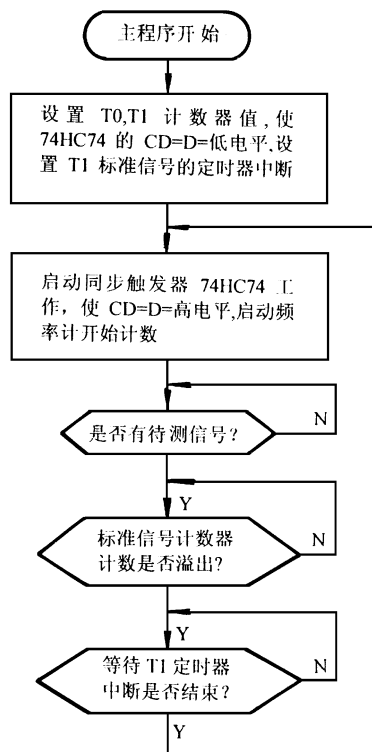 主程序开始
设置 T0,T1 计数器值,使
74HC74 的 CD=D=低电平,设
置 T1 标准信号的定时器中断
启动同步触发器 74HC74 工
作，使 CD=D=高电平,启动频
率计开始计数
是否有待测信号?
N
Y
标准信号计数器
计数是否溢出?
N
Y
等待 T1 定时器
中断是否结束?
N
Y